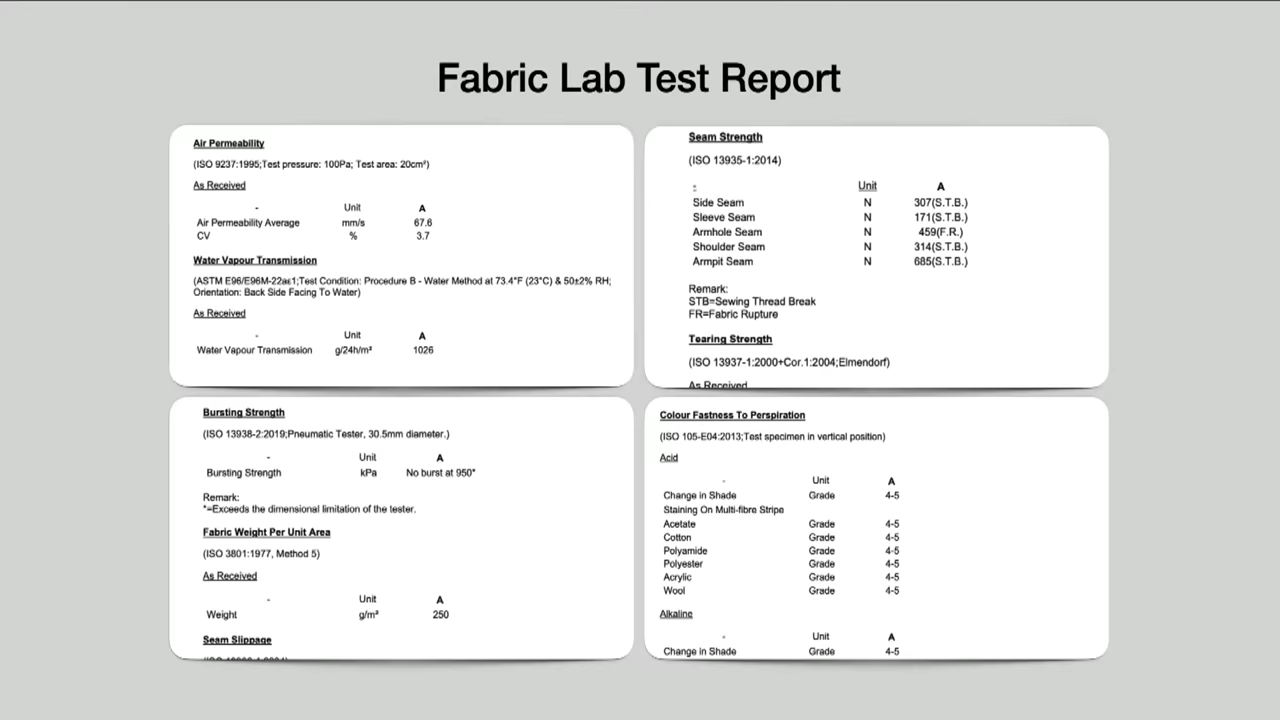 Fabric Lab Test Report
Air Permeability
(ISO 9237:1995;Test pressure: 100Pa; Test area: 20cm²)
As Received
- Unit A
Air Permeability Average mm/s 67.6
CV % 3.7
Water Vapour Transmission
(ASTM E96/E96M-22aε1;Test Condition: Procedure B - Water Method at 73.4°F (23°C) & 50±2% RH;
Orientation: Back Side Facing To Water)
As Received
- Unit A
Water Vapour Transmission g/24h/m² 1026
Seam Strength
(ISO 13935-1:2014)
: Unit A
Side Seam N 307(S.T.B.)
Sleeve Seam N 171(S.T.B.)
Armhole Seam N 459(F.R.)
Shoulder Seam N 314(S.T.B.)
Armpit Seam N 685(S.T.B.)
Remark:
STB=Sewing Thread Break
FR=Fabric Rupture
Tearing Strength
(ISO 13937-1:2000+Cor.1:2004;Elmendorf)
As Received
Bursting Strength
(ISO 13938-2:2019;Pneumatic Tester, 30.5mm diameter.)
- Unit A
Bursting Strength kPa No burst at 950*
Remark:
*=Exceeds the dimensional limitation of the tester.
Fabric Weight Per Unit Area
(ISO 3801:1977, Method 5)
As Received
- Unit A
Weight g/m² 250
Seam Slippage
Colour Fastness To Perspiration
(ISO 105-E04:2013;Test specimen in vertical position)
Acid
- Unit A
Change in Shade Grade 4-5
Staining On Multi-fibre Stripe
Acetate Grade 4-5
Cotton Grade 4-5
Polyamide Grade 4-5
Polyester Grade 4-5
Acrylic Grade 4-5
Wool Grade 4-5
Alkaline
- Unit A
Change in Shade Grade 4-5